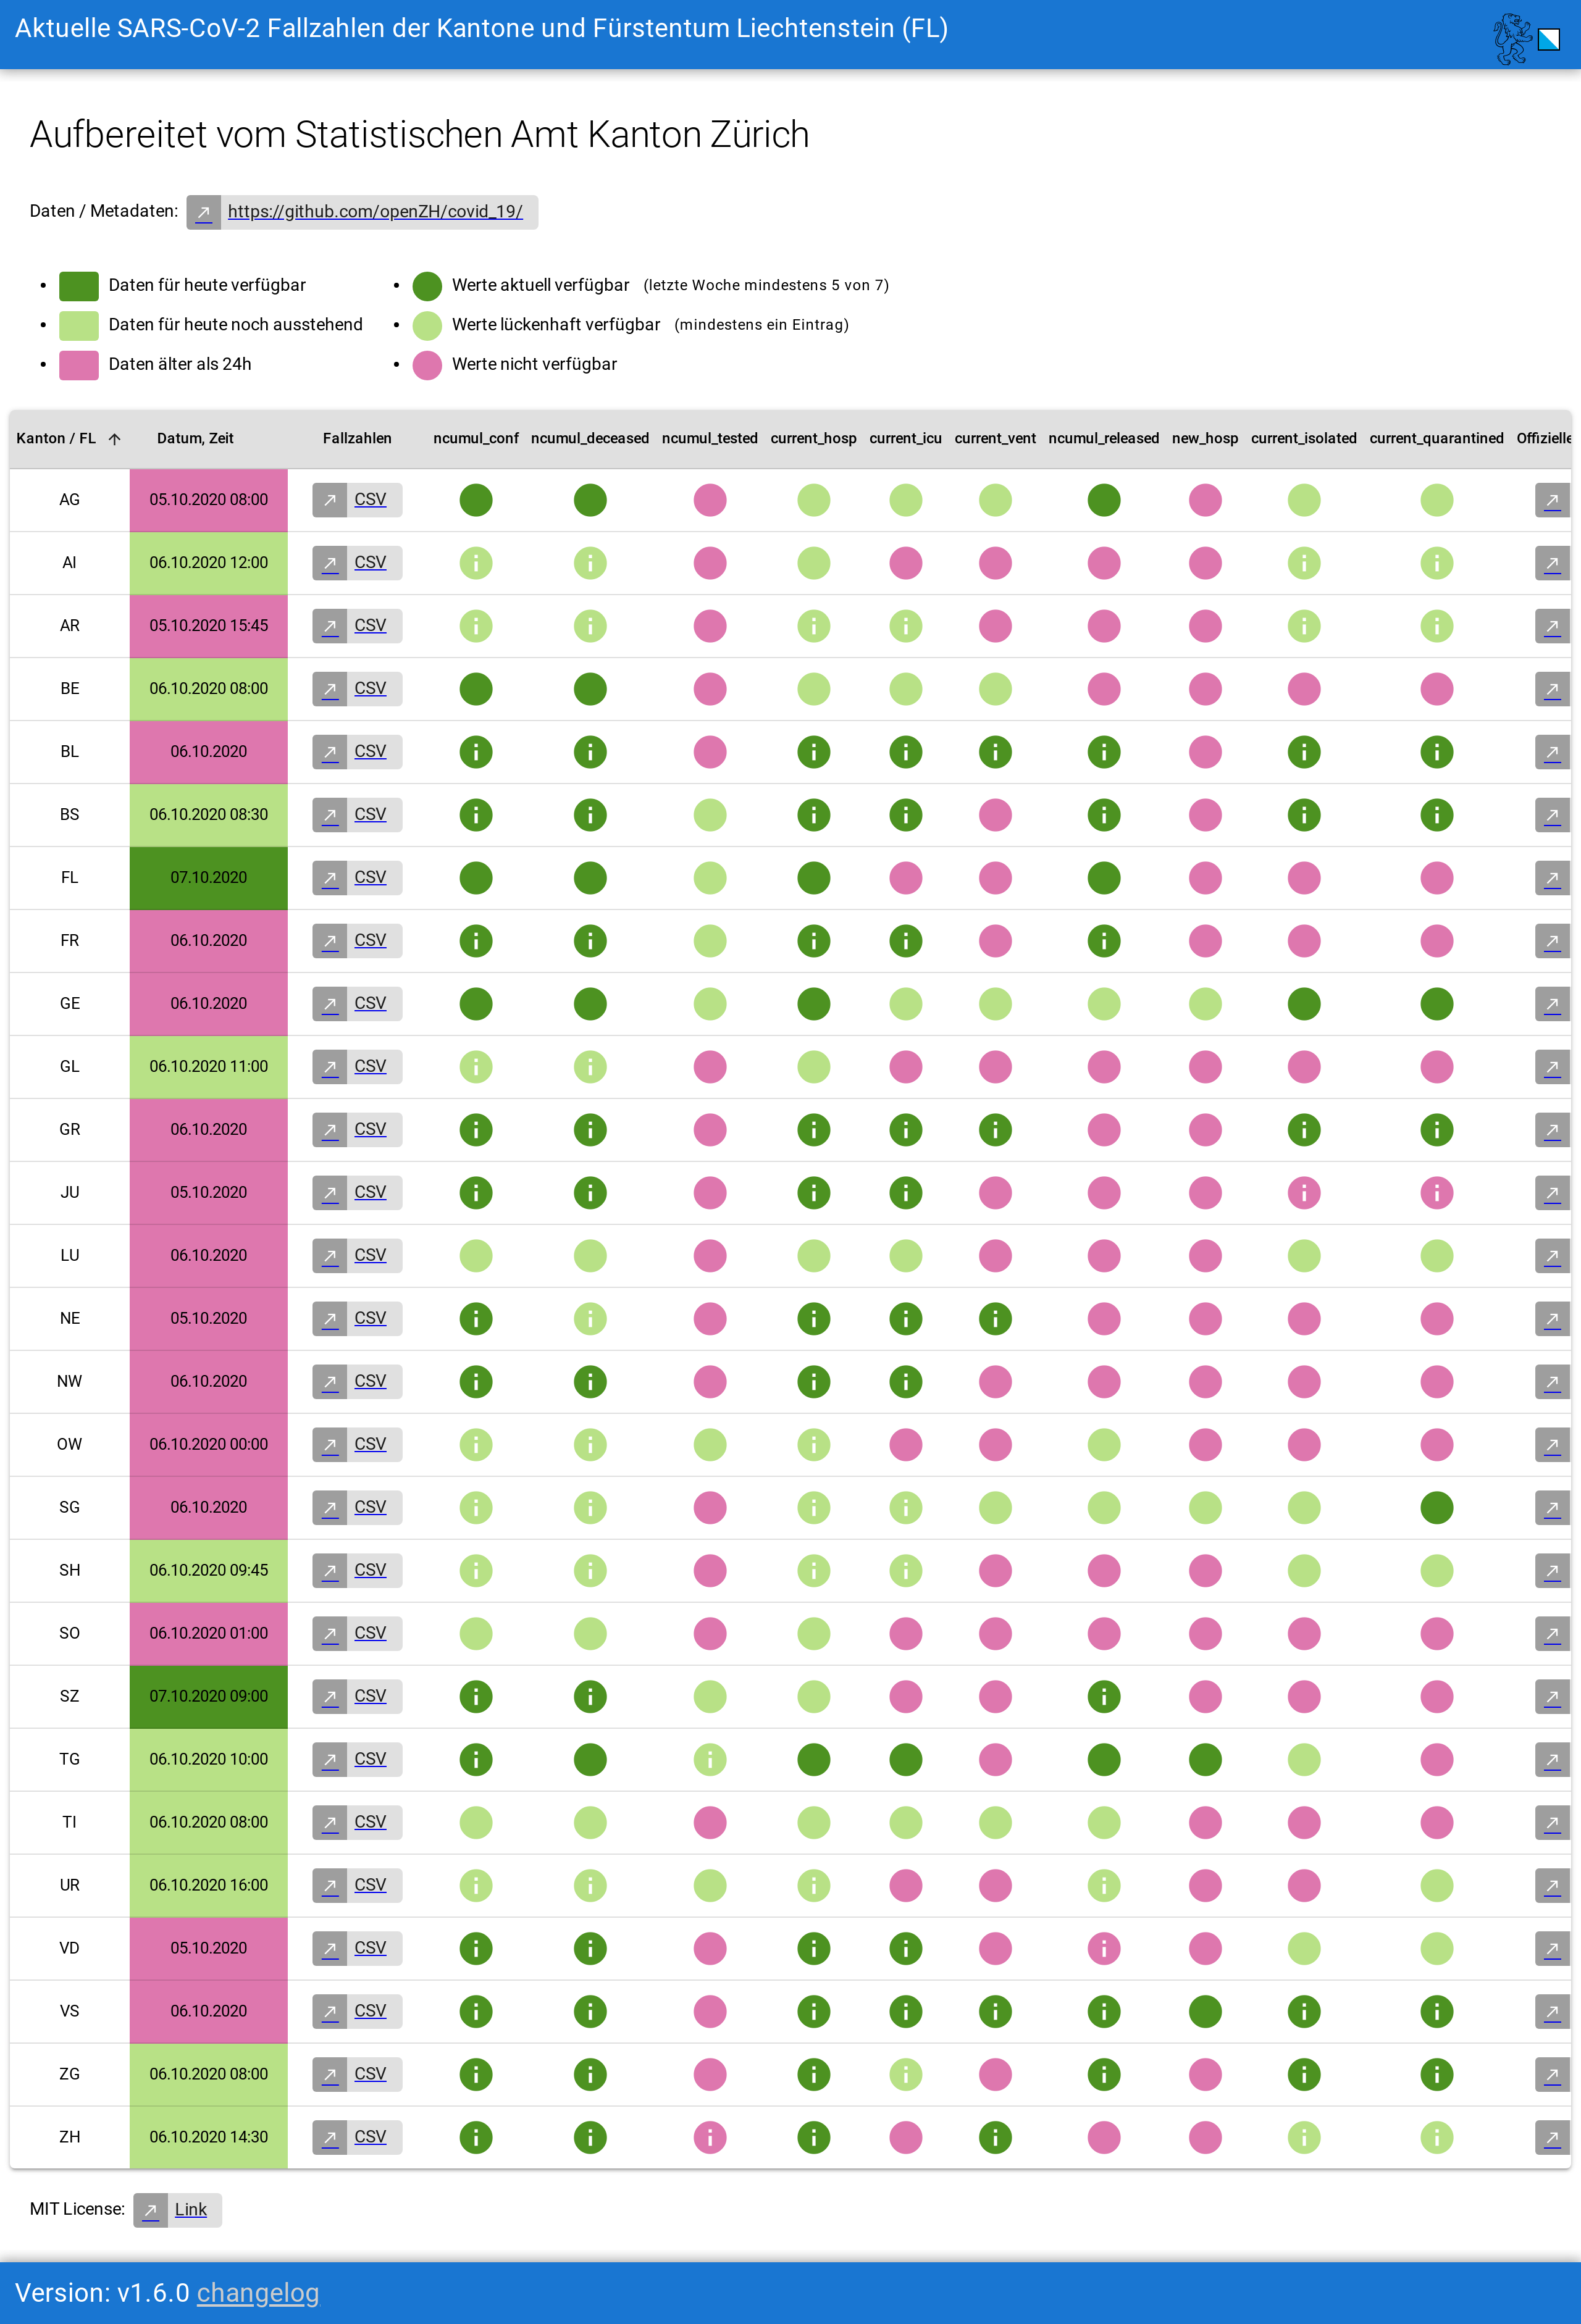 Aktuelle SARS-CoV-2 Fallzahlen der Kantone und Fürstentum Liechtenstein (FL)
Aufbereitet vom Statistischen Amt Kanton Zürich
Daten / Metadaten: https://github.com/openZH/covid_19/
Daten für heute verfügbar
Daten für heute noch ausstehend
Daten älter als 24h
Werte aktuell verfügbar (letzte Woche mindestens 5 von 7)
Werte lückenhaft verfügbar (mindestens ein Eintrag)
Werte nicht verfügbar
Kanton / FL Datum, Zeit Fallzahlen ncumul_conf ncumul_deceased ncumul_tested current_hosp current_icu current_vent ncumul_released new_hosp current_isolated current_quarantined Offizielle
AG 05.10.2020 08:00 CSV
AI 06.10.2020 12:00 CSV
AR 05.10.2020 15:45 CSV
BE 06.10.2020 08:00 CSV
BL 06.10.2020 CSV
BS 06.10.2020 08:30 CSV
FL 07.10.2020 CSV
FR 06.10.2020 CSV
GE 06.10.2020 CSV
GL 06.10.2020 11:00 CSV
GR 06.10.2020 CSV
JU 05.10.2020 CSV
LU 06.10.2020 CSV
NE 05.10.2020 CSV
NW 06.10.2020 CSV
OW 06.10.2020 00:00 CSV
SG 06.10.2020 CSV
SH 06.10.2020 09:45 CSV
SO 06.10.2020 01:00 CSV
SZ 07.10.2020 09:00 CSV
TG 06.10.2020 10:00 CSV
TI 06.10.2020 08:00 CSV
UR 06.10.2020 16:00 CSV
VD 05.10.2020 CSV
VS 06.10.2020 CSV
ZG 06.10.2020 08:00 CSV
ZH 06.10.2020 14:30 CSV
MIT License: Link
Version: v1.6.0 changelog